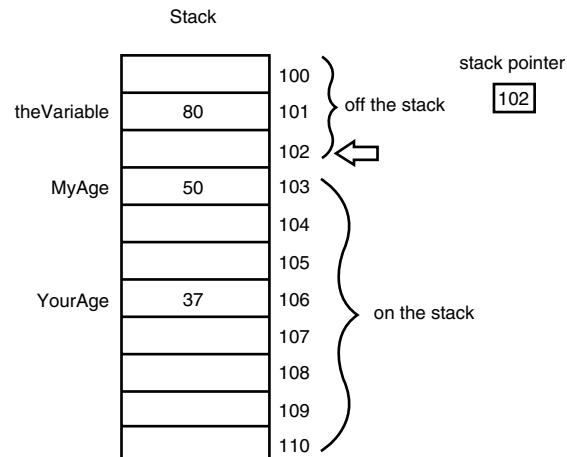 Stack
stack pointer
102
100
theVariable 80 101 off the stack
102
MyAge 50 103
104
105
YourAge 37 106 on the stack
107
108
109
110